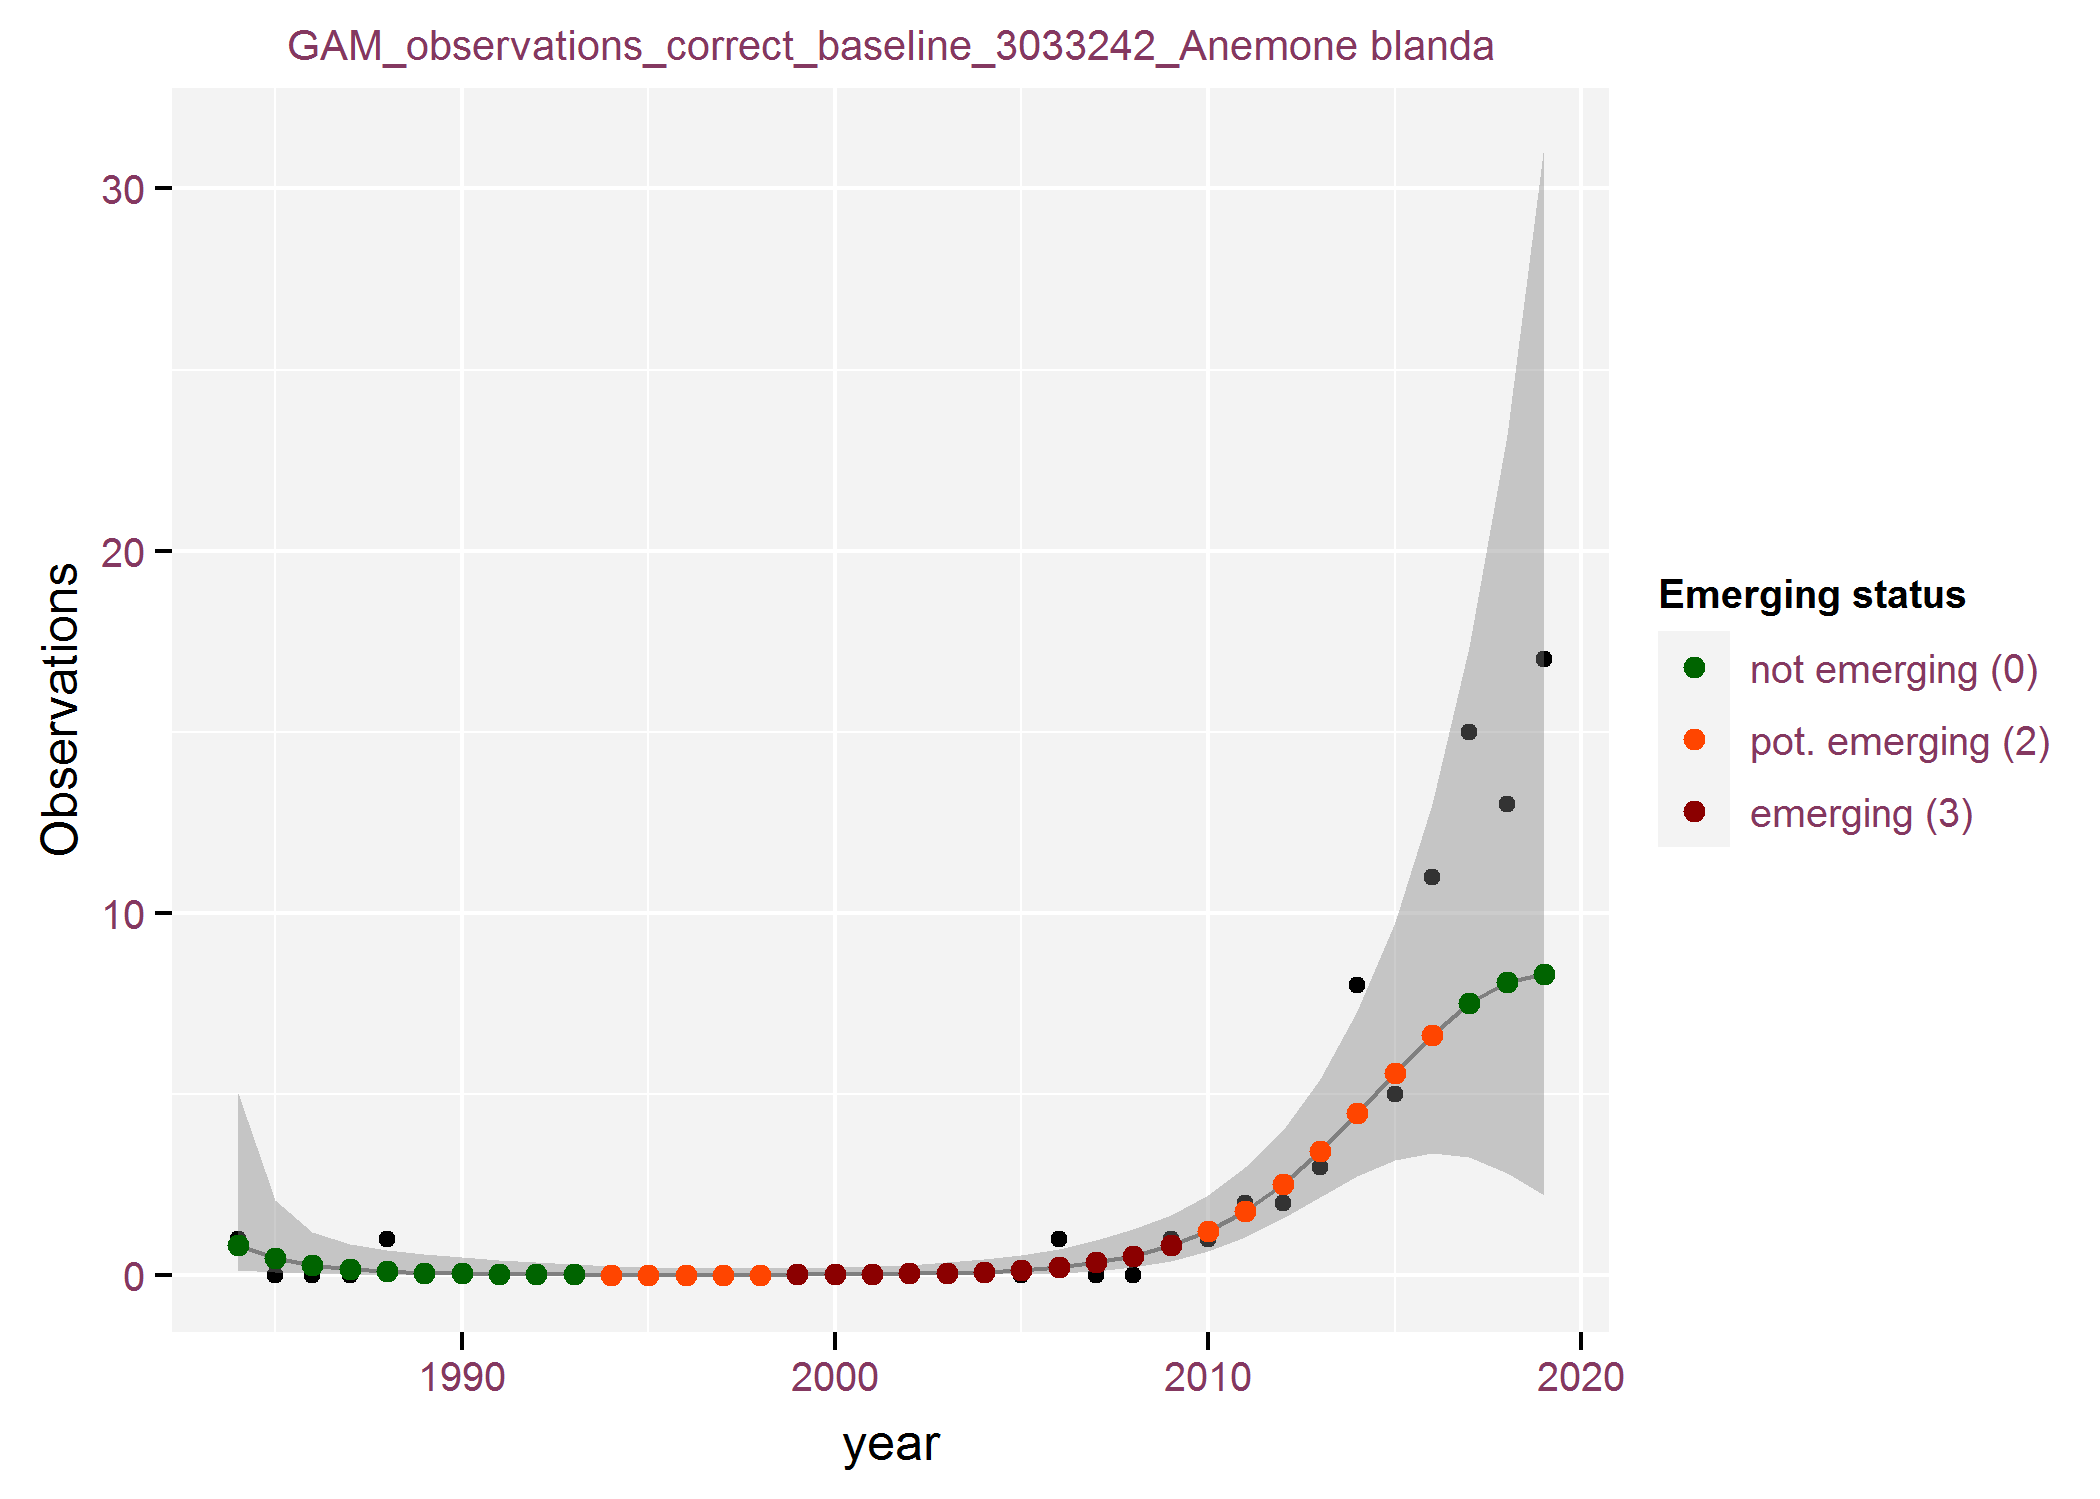 GAM_observations_correct_baseline_3033242_Anemone blanda
30
20
10
0
Observations
1990 2000 2010 2020
year
Emerging status
not emerging (0)
pot. emerging (2)
emerging (3)